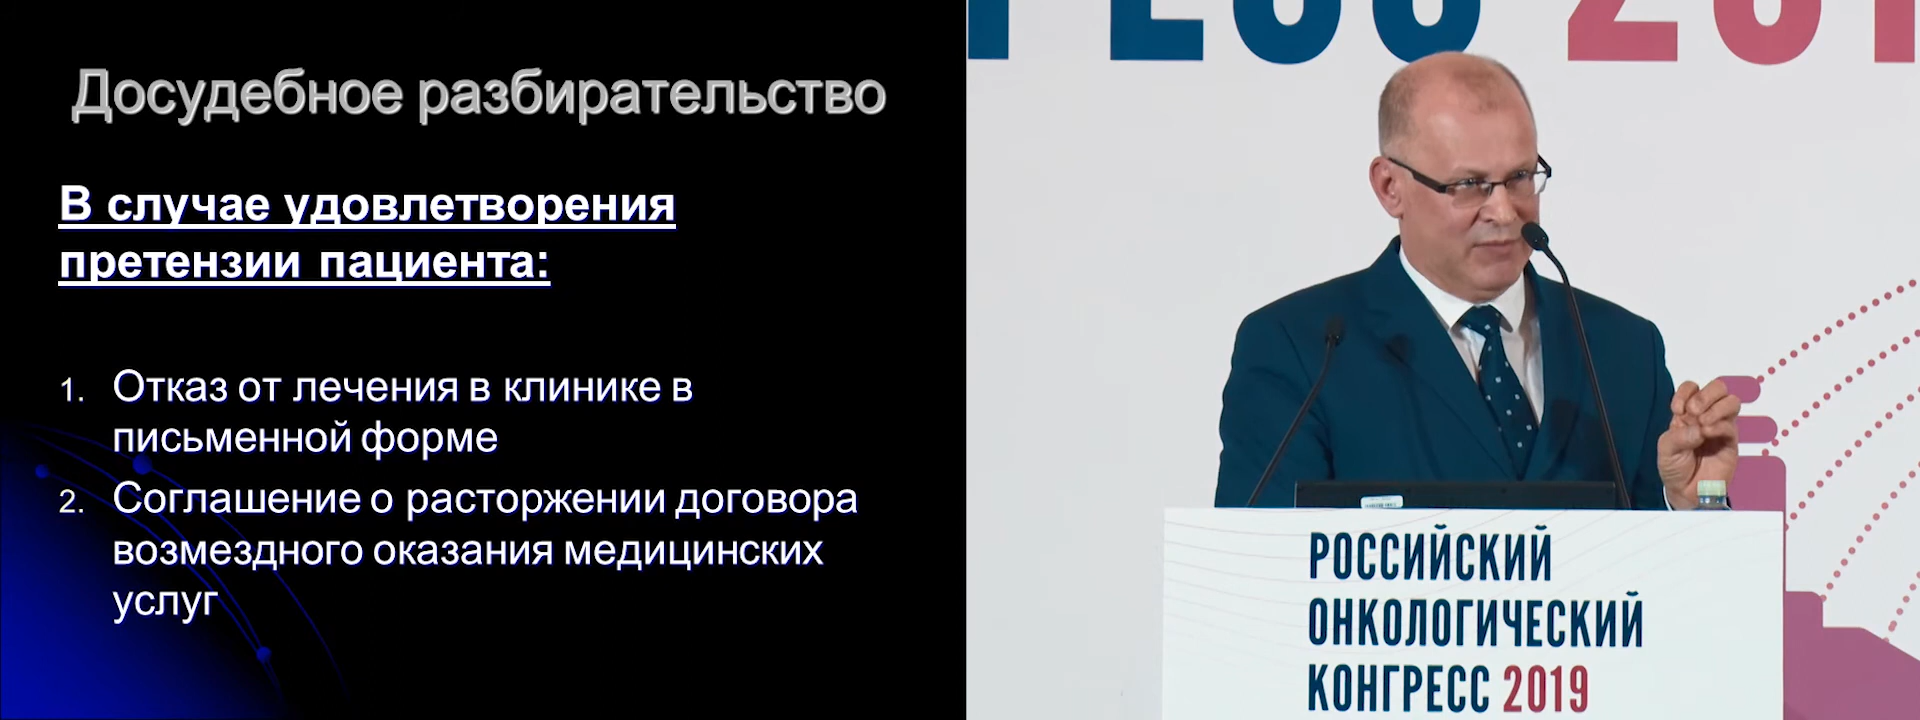 Досудебное разбирательство
В случае удовлетворения
претензии пациента:
1. Отказ от лечения в клинике в
письменной форме
2. Соглашение о расторжении договора
возмездного оказания медицинских
услуг
РОССИЙСКИЙ
ОНКОЛОГИЧЕСКИЙ
КОНГРЕСС 2019